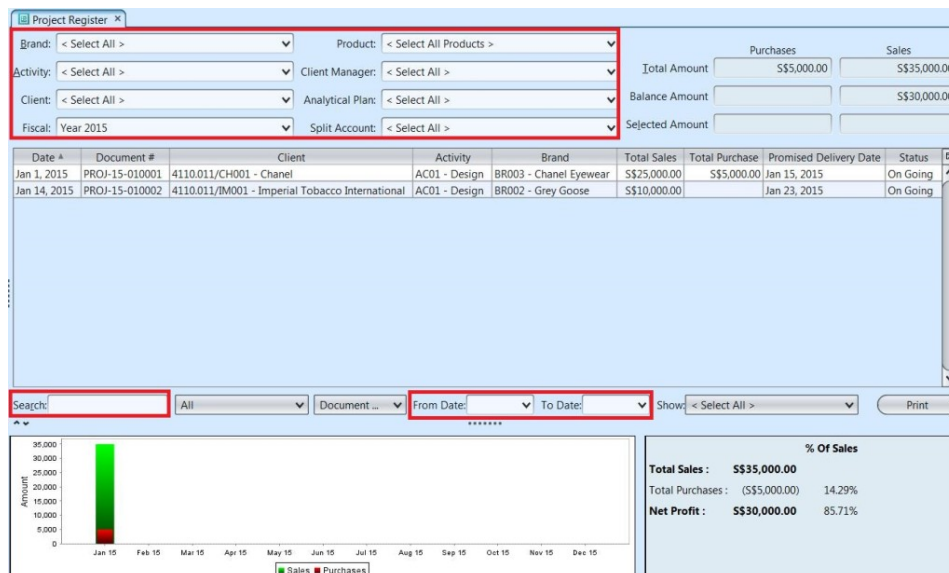 Project Register ×
Brand: < Select All > Product: < Select All Products >
Activity: < Select All > Client Manager: < Select All >
Client: < Select All > Analytical Plan: < Select All >
Fiscal: Year 2015 Split Account: < Select All >
Purchases Sales
Total Amount S$5,000.00 S$35,000.00
Balance Amount S$30,000.00
Selected Amount
Date Document # Client Activity Brand Total Sales Total Purchase Promised Delivery Date Status
Jan 1, 2015 PROJ-15-010001 4110.011/CH001 - Chanel AC01 - Design BR003 - Chanel Eyewear S$25,000.00 S$5,000.00 Jan 15, 2015 On Going
Jan 14, 2015 PROJ-15-010002 4110.011/IM001 - Imperial Tobacco International AC01 - Design BR002 - Grey Goose S$10,000.00 Jan 23, 2015 On Going
Search: All Document ... From Date: To Date: Show: < Select All > Print
35,000
30,000
25,000
20,000
15,000
10,000
5,000
0
Amount
Jan 15 Feb 15 Mar 15 Apr 15 May 15 Jun 15 Jul 15 Aug 15 Sep 15 Oct 15 Nov 15 Dec 15
Sales Purchases
% Of Sales
Total Sales : S$35,000.00
Total Purchases : (S$5,000.00) 14.29%
Net Profit : S$30,000.00 85.71%